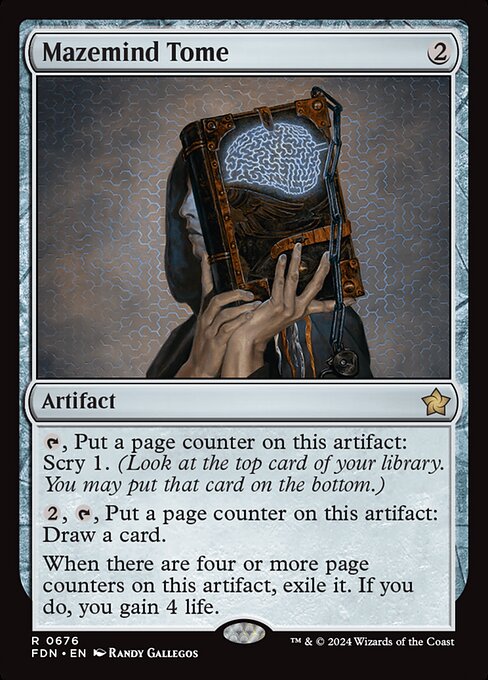 Mazemind Tome 2
Artifact
, Put a page counter on this artifact:
Scry 1. (Look at the top card of your library.
You may put that card on the bottom.)
2, , Put a page counter on this artifact:
Draw a card.
When there are four or more page
counters on this artifact, exile it. If you
do, you gain 4 life.
R 0676
FDN • EN RANDY GALLEGOS
™ & © 2024 Wizards of the Coast